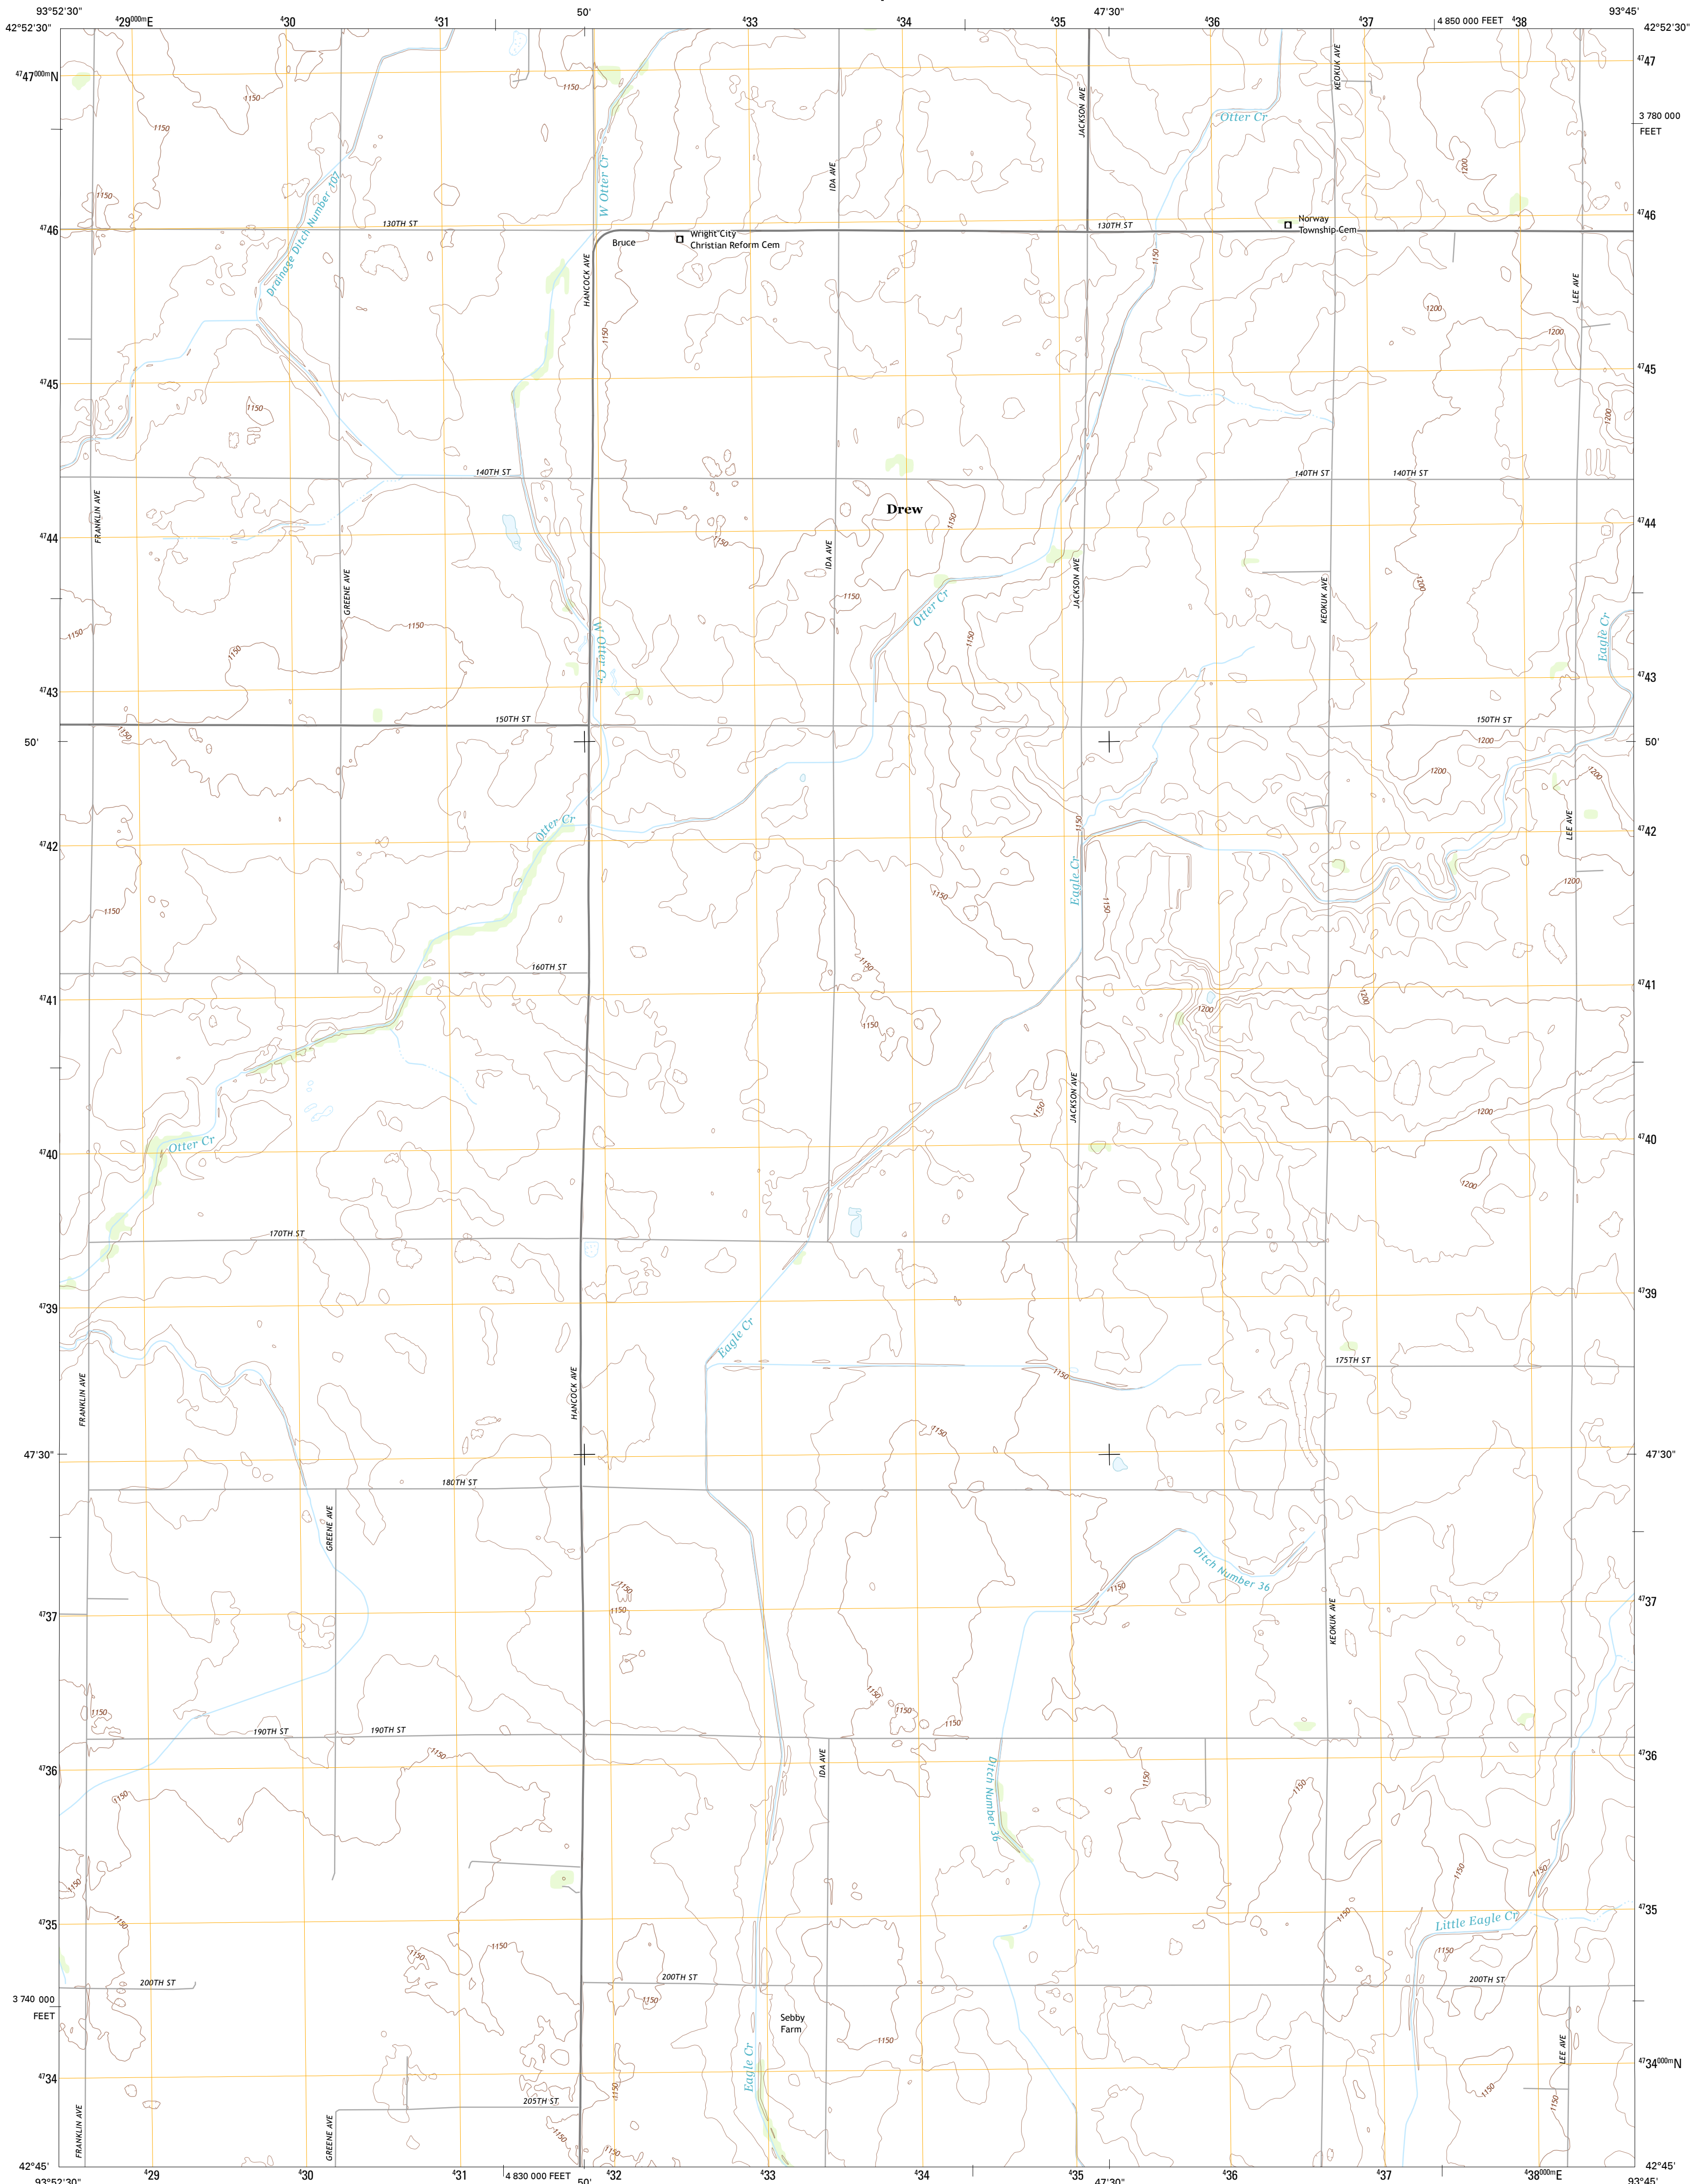 93°52'30"
⁴29⁰⁰⁰ᵐE
⁴30
⁴31
50'
⁴33
⁴34
⁴35
47'30"
⁴36
⁴37
4 850 000 FEET
⁴38
93°45'
42°52'30"
42°52'30"
⁴⁷47⁰⁰⁰ᵐN
⁴⁷47
KEOKUK AVE
1150
1150
1150
1150
JACKSON AVE
Otter Cr
3 780 000
FEET
Drainage Ditch Number 107
W Otter Cr
IDA AVE
1200
1150
⁴⁷46
130TH ST
130TH ST
Norway
Township Cem
⁴⁷46
Wright City
Christian Reform Cem
Bruce
HANCOCK AVE
1150
LEE AVE
1150
1200
1200
⁴⁷45
⁴⁷45
1150
1200
140TH ST
140TH ST
140TH ST
FRANKLIN AVE
Drew
1150
⁴⁷44
⁴⁷44
1150
IDA AVE
JACKSON AVE
GREENE AVE
KEOKUK AVE
1200
1150
Otter Cr
1150
1150
1150
1150
W Otter Cr
Eagle Cr
⁴⁷43
⁴⁷43
150TH ST
150TH ST
1150
50'
50'
1200
1200
1200
Otter Cr
1150
LEE AVE
⁴⁷42
⁴⁷42
Eagle Cr
1150
1150
1150
1200
160TH ST
1150
⁴⁷41
⁴⁷41
1200
1200
1150
JACKSON AVE
1150
1200
Otter Cr
⁴⁷40
⁴⁷40
1200
170TH ST
⁴⁷39
⁴⁷39
Eagle Cr
175TH ST
1150
FRANKLIN AVE
HANCOCK AVE
1150
47'30"
47'30"
180TH ST
GREENE AVE
Ditch Number 36
1150
1150
1150
⁴⁷37
⁴⁷37
KEOKUK AVE
1150
1150
1150
1150
190TH ST
190TH ST
1150
IDA AVE
⁴⁷36
⁴⁷36
Ditch Number 36
1150
1150
1150
1150
1150
1150
1150
1150
Little Eagle Cr
⁴⁷35
⁴⁷35
1150
1150
1150
200TH ST
200TH ST
200TH ST
3 740 000
FEET
1150
Sebby
Farm
1150
LEE AVE
Eagle Cr
⁴⁷34
⁴⁷34⁰⁰⁰ᵐN
1150
1150
1150
205TH ST
FRANKLIN AVE
GREENE AVE
1150
1150
42°45'
42°45'
93°52'30"
⁴29
⁴30
⁴31
4 830 000 FEET
50'
⁴32
⁴33
⁴34
⁴35
47'30"
⁴36
⁴37
⁴38⁰⁰⁰ᵐE
93°45'